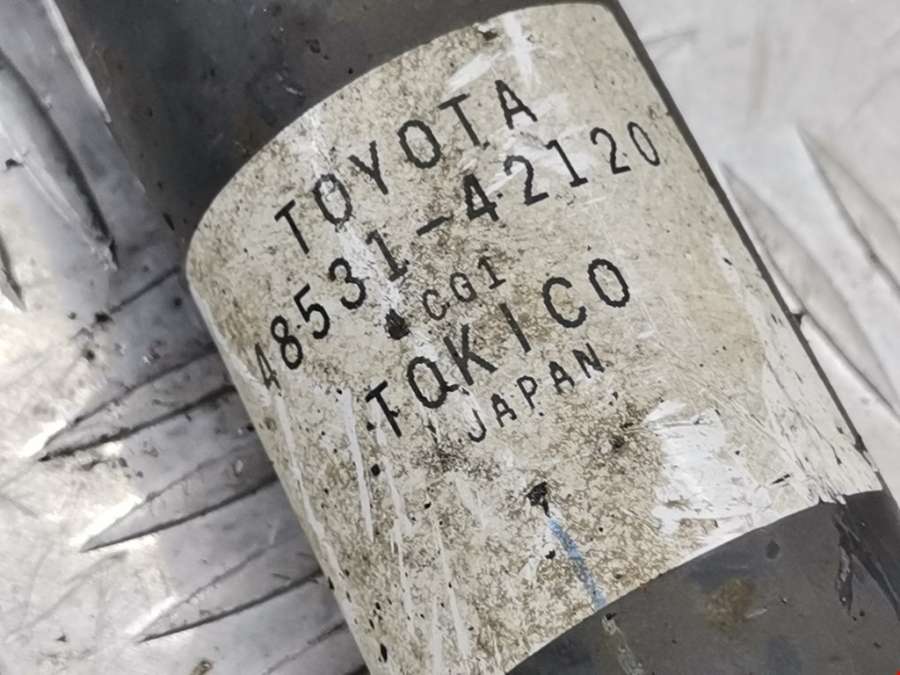 TOYOTA
48531-42120
CG1
TOKICO
JAPAN